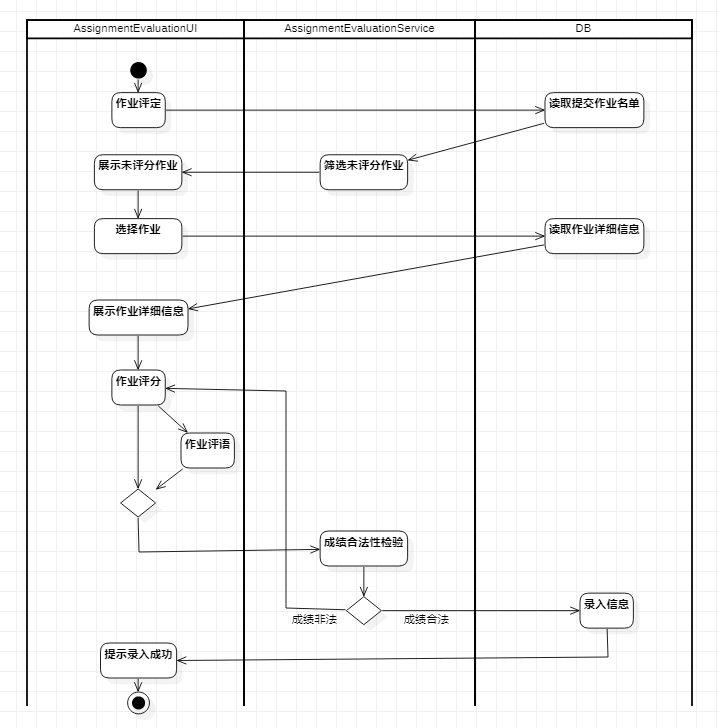 AssignmentEvaluationUI
AssignmentEvaluationService
DB
作业评定
读取提交作业名单
展示未评分作业
筛选未评分作业
选择作业
读取作业详细信息
展示作业详细信息
作业评分
作业评语
成绩合法性检验
录入信息
成绩非法
成绩合法
提示录入成功